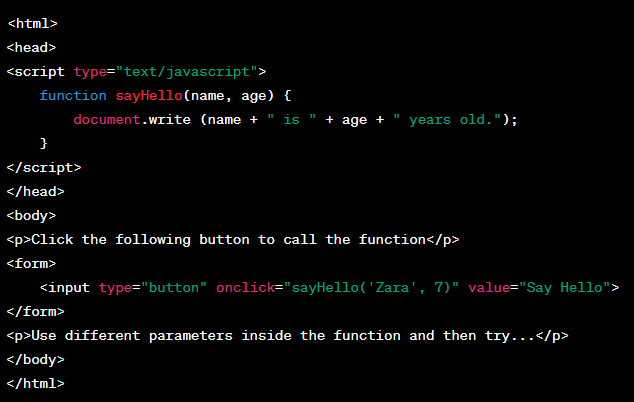 <html>
<head>
<script type="text/javascript">
    function sayHello(name, age) {
        document.write (name + " is " + age + " years old.");
    }
</script>
</head>
<body>
<p>Click the following button to call the function</p>
<form>
    <input type="button" onclick="sayHello('Zara', 7)" value="Say Hello">
</form>
<p>Use different parameters inside the function and then try...</p>
</body>
</html>